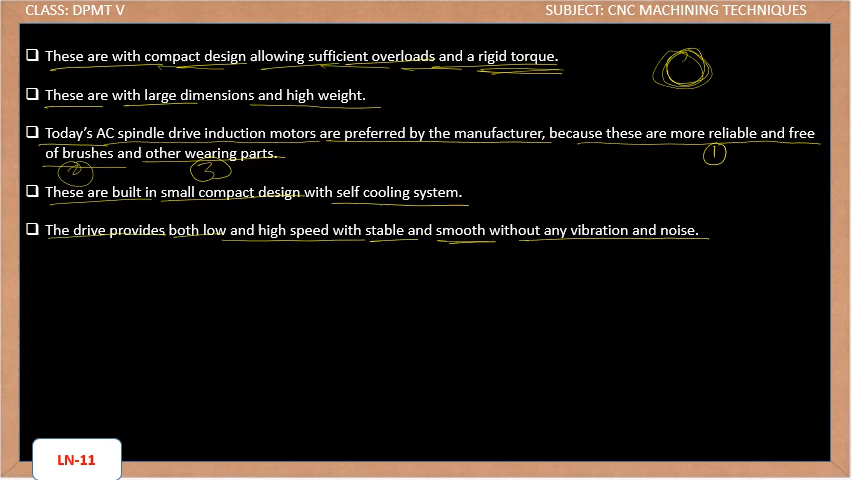 CLASS: DPMT V
SUBJECT: CNC MACHINING TECHNIQUES
❑ These are with compact design allowing sufficient overloads and a rigid torque.
❑ These are with large dimensions and high weight.
❑ Today's AC spindle drive induction motors are preferred by the manufacturer, because these are more reliable and free
of brushes and other wearing parts.
1
2
3
❑ These are built in small compact design with self cooling system.
❑ The drive provides both low and high speed with stable and smooth without any vibration and noise.
LN-11